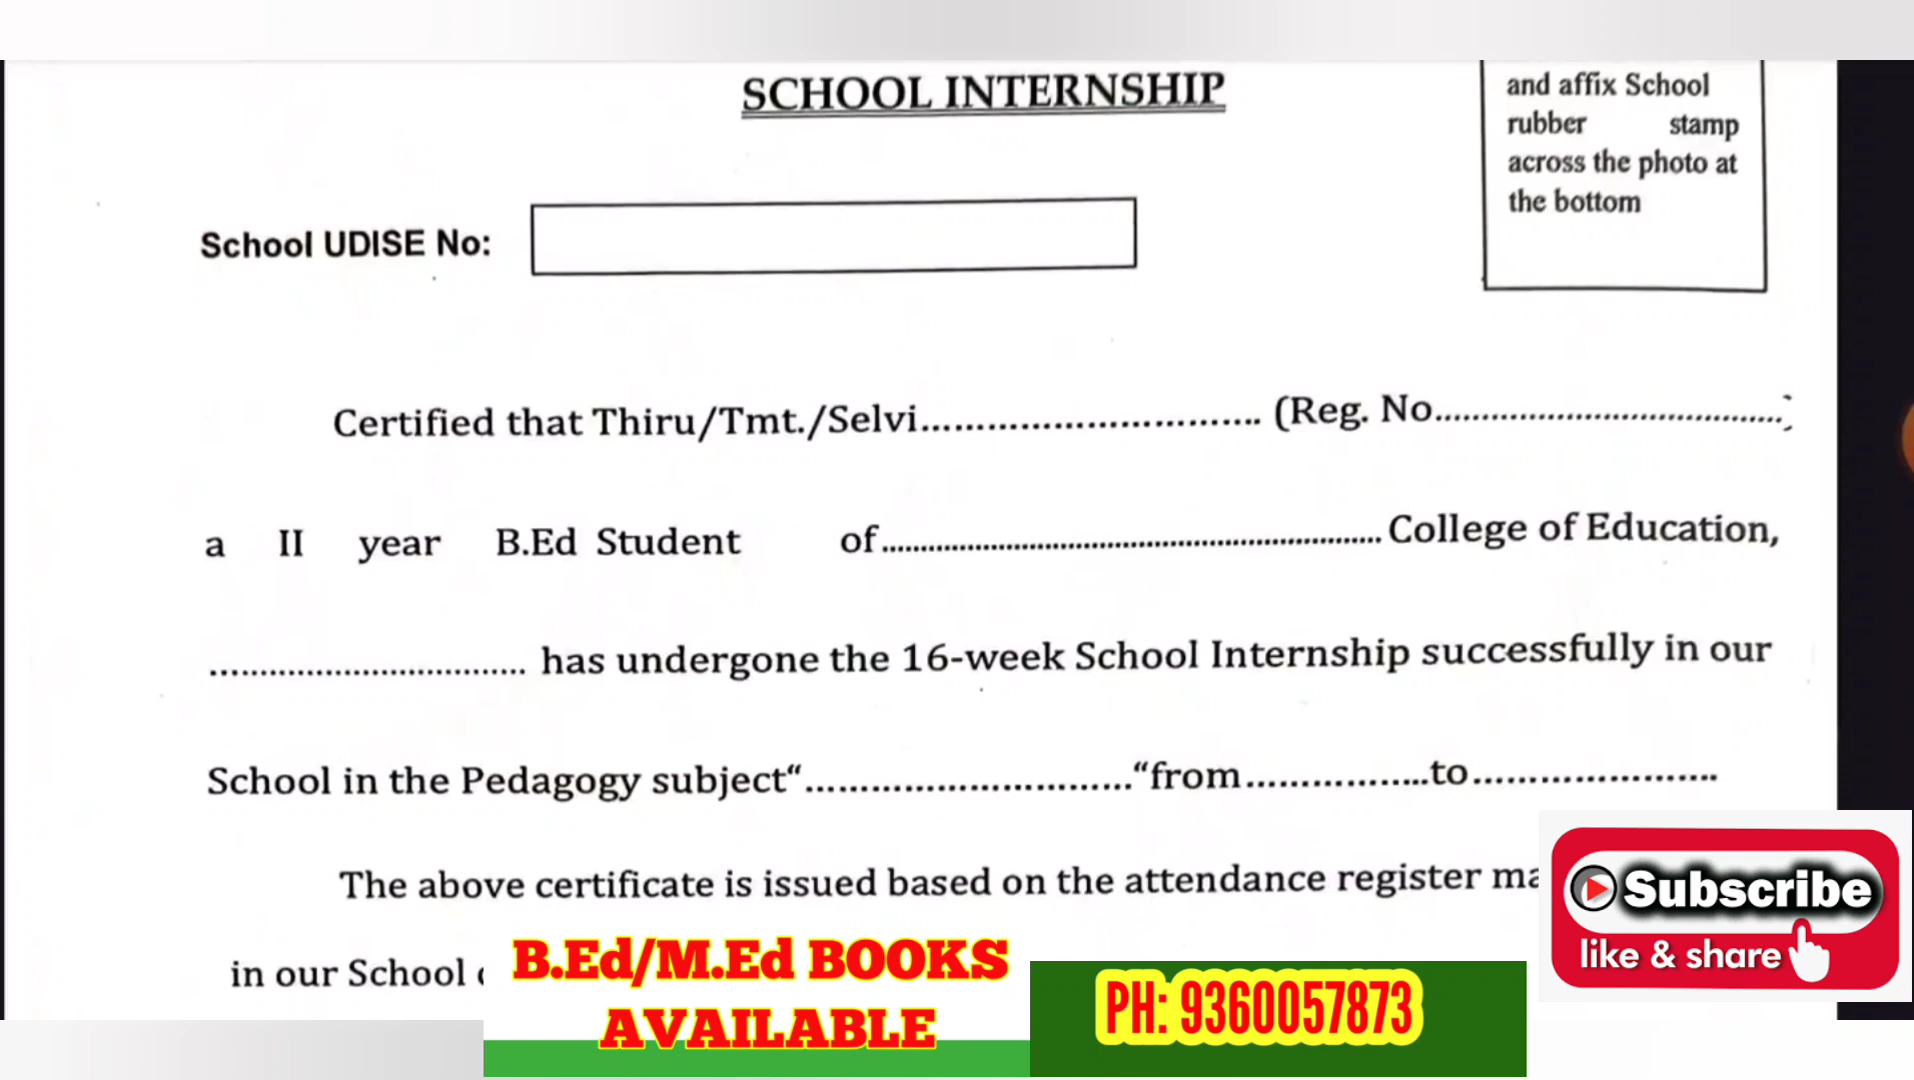 SCHOOL INTERNSHIP
and affix School
rubber stamp
across the photo at
the bottom
School UDISE No:
Certified that Thiru/Tmt./Selvi.............................. (Reg. No....................................)
a II year B.Ed Student of.............................................................. College of Education,
................................ has undergone the 16-week School Internship successfully in our
School in the Pedagogy subject“..............................“from..................to........................
The above certificate is issued based on the attendance register
in our School
B.Ed/M.Ed BOOKS
AVAILABLE
PH: 9360057873
Subscribe
like & share